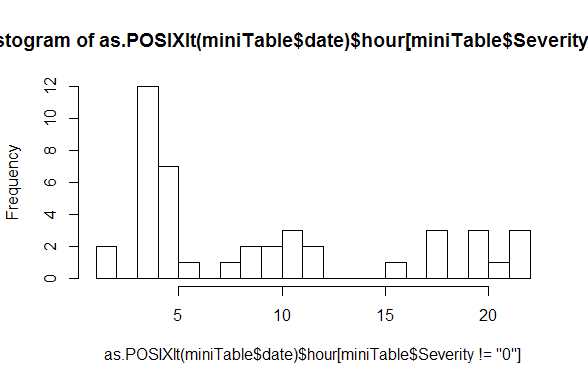 stogram of as.POSIXlt(miniTable$date)$hour[miniTable$Severity
Frequency
12
10
8
6
4
2
0
5 10 15 20
as.POSIXlt(miniTable$date)$hour[miniTable$Severity != "0"]